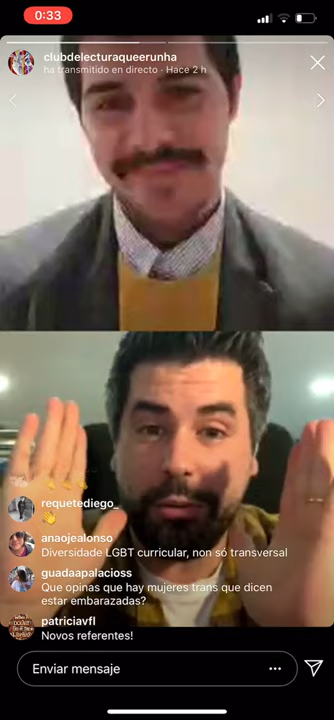 0:33
clubdelecturaqueerunha
ha transmitido en directo · Hace 2 h
requetediego_
anaojealonso
Diversidade LGBT curricular, non só transversal
guadaapalacioss
Que opinas que hay mujeres trans que dicen
estar embarazadas?
patriciavfl
Novos referentes!
Enviar mensaje